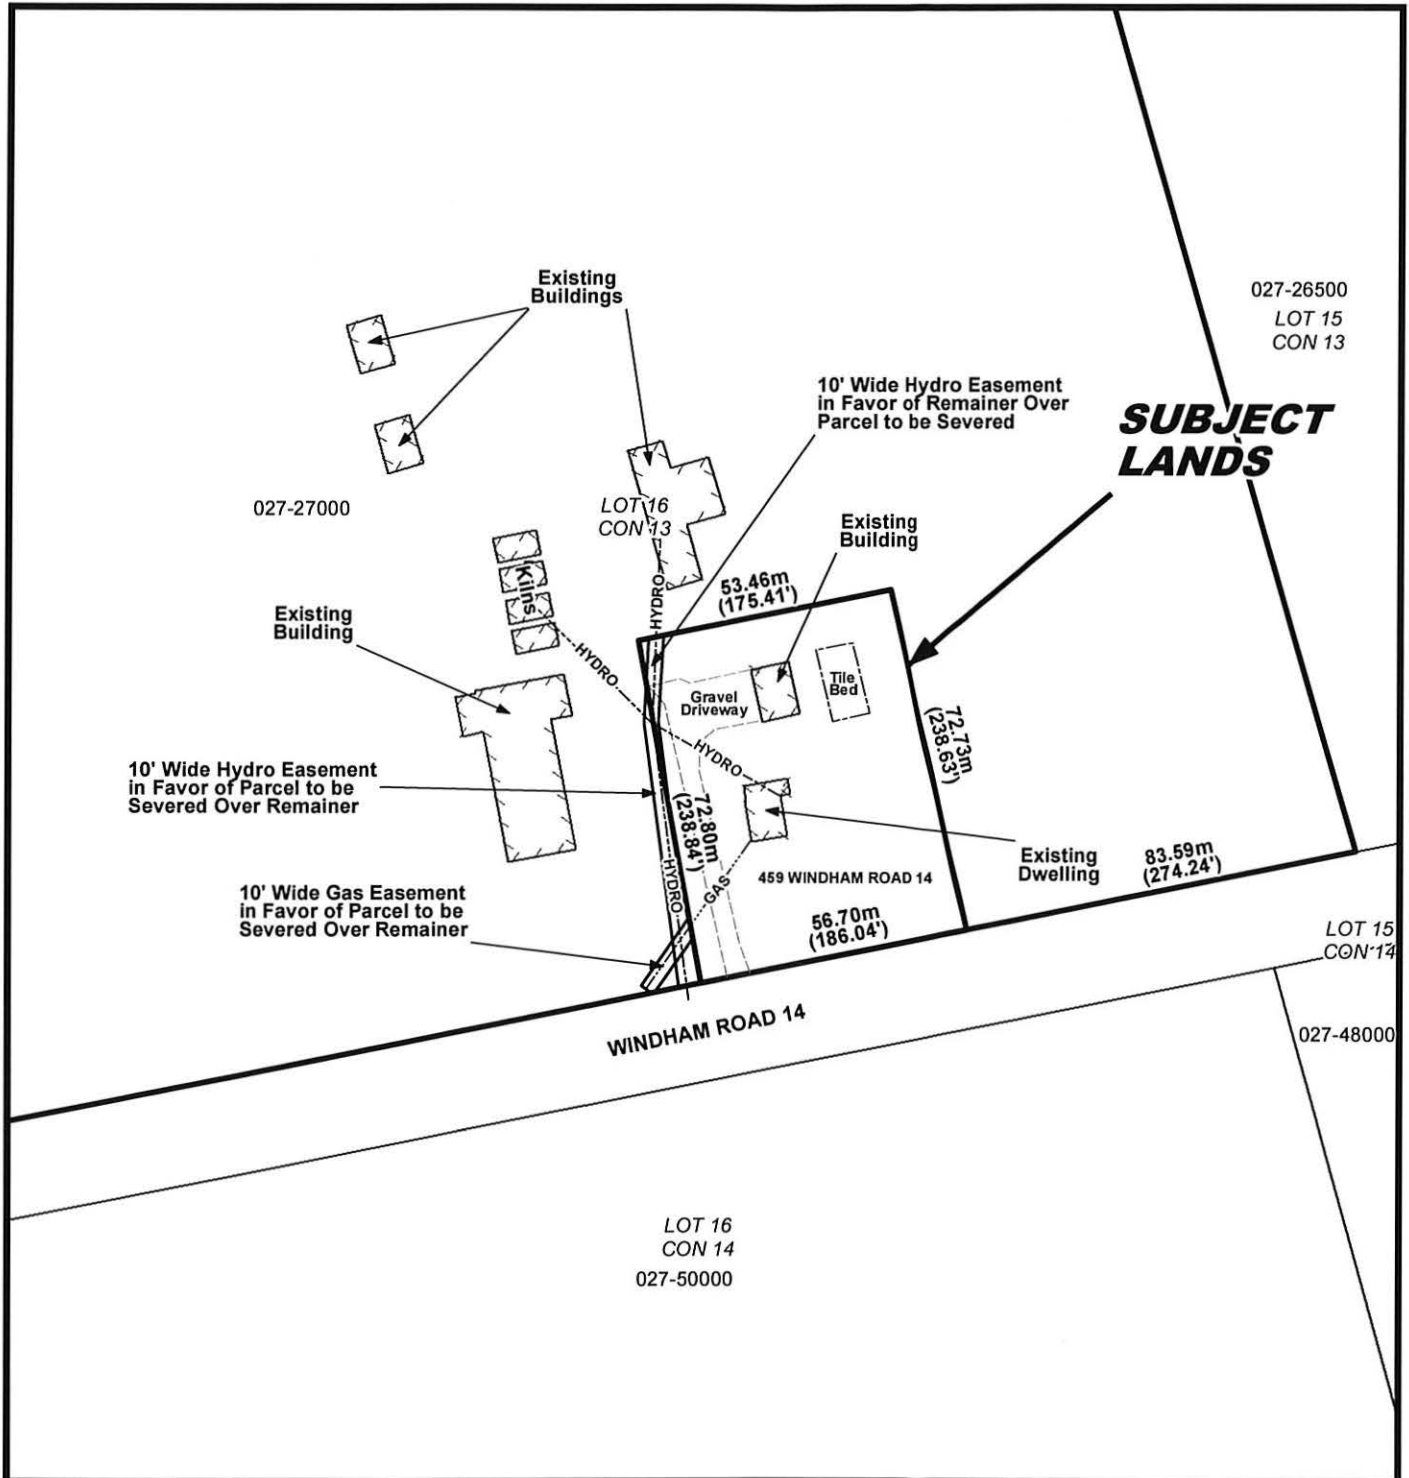 Existing
Buildings
027-26500
LOT 15
CON 13
10' Wide Hydro Easement
in Favor of Remainer Over
Parcel to be Severed
SUBJECT
LANDS
027-27000
LOT 16
CON 13
Existing
Building
Kilns
53.46m
(175.41')
HYDRO
Existing
Building
HYDRO
Tile
Bed
Gravel
Driveway
72.73m
(238.63')
HYDRO
10' Wide Hydro Easement
in Favor of Parcel to be
Severed Over Remainer
72.80m
(238.84')
Existing
Dwelling
83.59m
(274.24')
HYDRO
GAS
459 WINDHAM ROAD 14
10' Wide Gas Easement
in Favor of Parcel to be
Severed Over Remainer
56.70m
(186.04')
LOT 15
CON 14
WINDHAM ROAD 14
027-48000
LOT 16
CON 14
027-50000